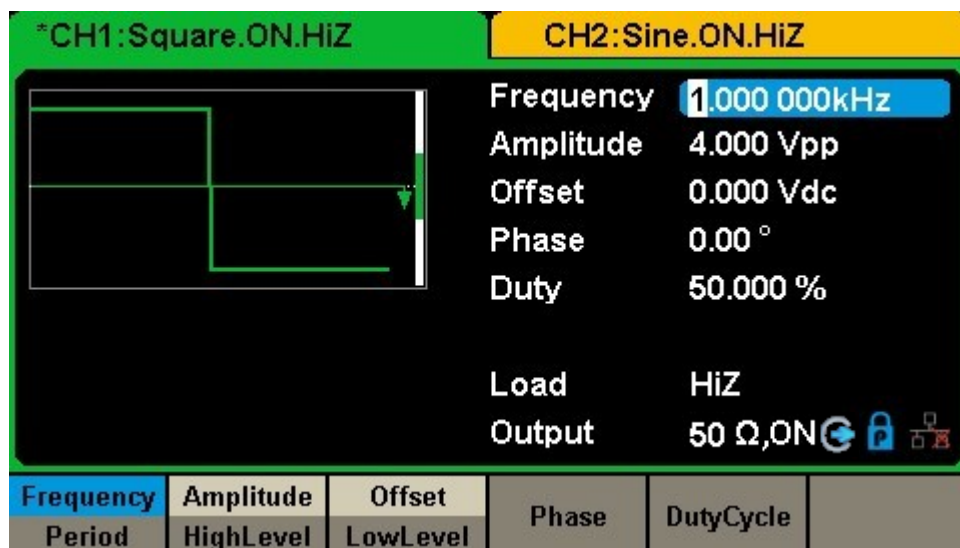 *CH1:Square.ON.HiZ CH2:Sine.ON.HiZ
Frequency 1.000 000kHz
Amplitude 4.000 Vpp
Offset 0.000 Vdc
Phase 0.00 °
Duty 50.000 %
Load HiZ
Output 50 Ω,ON P
Frequency Amplitude Offset Phase DutyCycle
Period HighLevel LowLevel